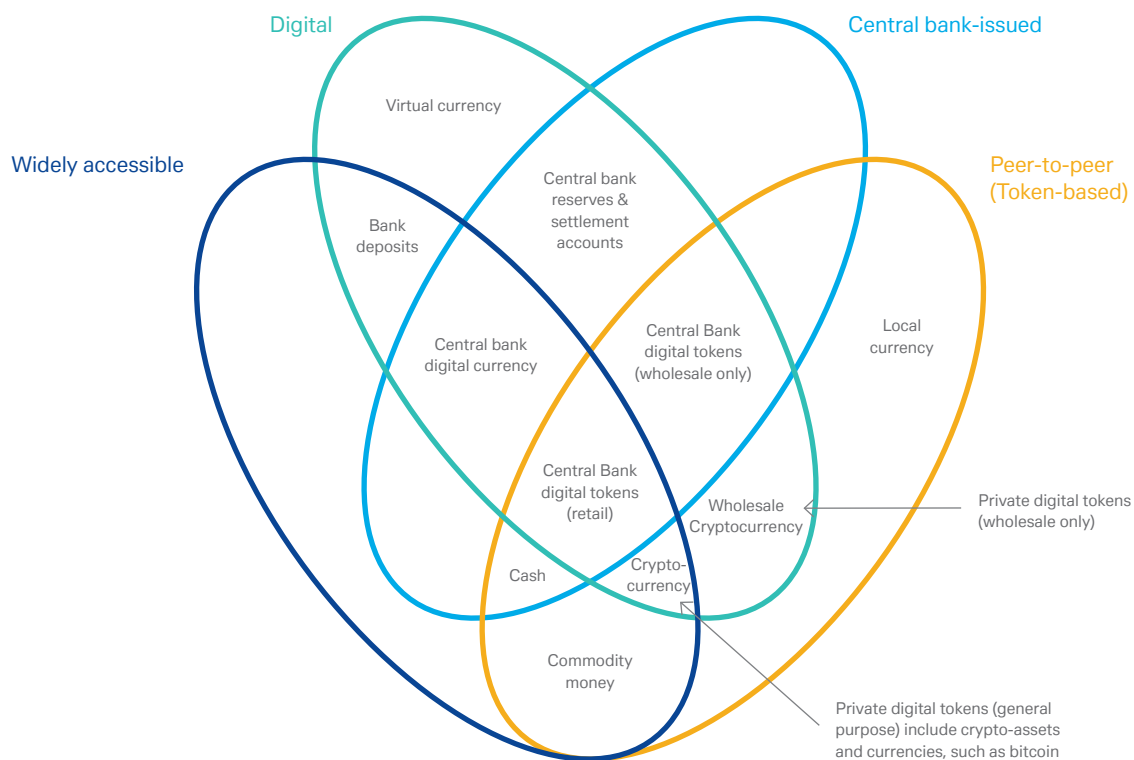 Digital
Central bank-issued
Widely accessible
Peer-to-peer
(Token-based)
Virtual currency
Central bank
reserves &
settlement
accounts
Bank
deposits
Central bank
digital currency
Central Bank
digital tokens
(wholesale only)
Local
currency
Central Bank
digital tokens
(retail)
Wholesale
Cryptocurrency
Private digital tokens
(wholesale only)
Cash
Crypto-
currency
Commodity
money
Private digital tokens (general
purpose) include crypto-assets
and currencies, such as bitcoin